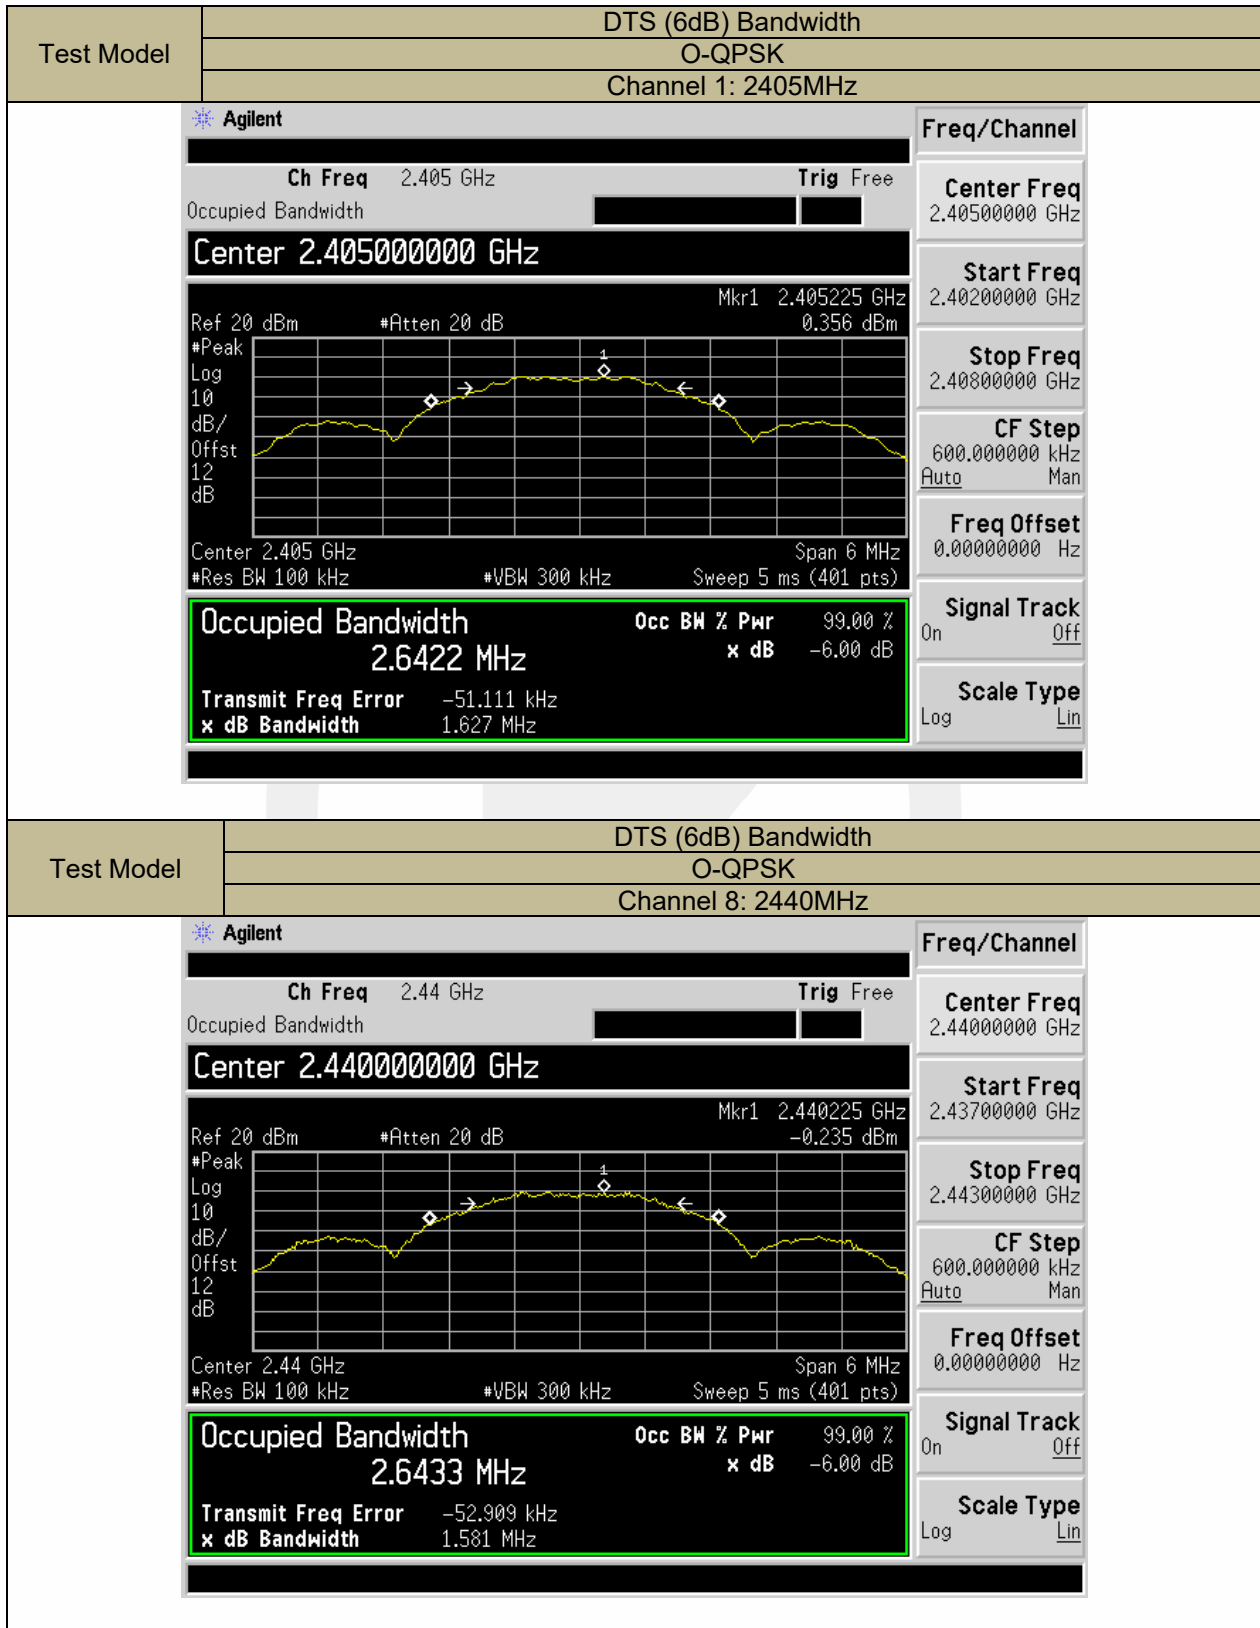 Test Model
DTS (6dB) Bandwidth
O-QPSK
Channel 1: 2405MHz
Agilent
Freq/Channel
Ch Freq 2.405 GHz Trig Free
Occupied Bandwidth
Center Freq
2.40500000 GHz
Center 2.405000000 GHz
Start Freq
2.40200000 GHz
Mkr1 2.405225 GHz
Ref 20 dBm #Atten 20 dB 0.356 dBm
#Peak
Log
10
dB/
Offst
12
dB
1
Stop Freq
2.40800000 GHz
CF Step
600.000000 kHz
Auto Man
Freq Offset
0.00000000 Hz
Center 2.405 GHz Span 6 MHz
#Res BW 100 kHz #VBW 300 kHz Sweep 5 ms (401 pts)
Occupied Bandwidth Occ BW % Pwr 99.00 %
2.6422 MHz x dB -6.00 dB
Transmit Freq Error -51.111 kHz
x dB Bandwidth 1.627 MHz
Signal Track
On Off
Scale Type
Log Lin
Test Model
DTS (6dB) Bandwidth
O-QPSK
Channel 8: 2440MHz
Agilent
Freq/Channel
Ch Freq 2.44 GHz Trig Free
Occupied Bandwidth
Center Freq
2.44000000 GHz
Center 2.440000000 GHz
Start Freq
2.43700000 GHz
Mkr1 2.440225 GHz
Ref 20 dBm #Atten 20 dB -0.235 dBm
#Peak
Log
10
dB/
Offst
12
dB
1
Stop Freq
2.44300000 GHz
CF Step
600.000000 kHz
Auto Man
Freq Offset
0.00000000 Hz
Center 2.44 GHz Span 6 MHz
#Res BW 100 kHz #VBW 300 kHz Sweep 5 ms (401 pts)
Occupied Bandwidth Occ BW % Pwr 99.00 %
2.6433 MHz x dB -6.00 dB
Transmit Freq Error -52.909 kHz
x dB Bandwidth 1.581 MHz
Signal Track
On Off
Scale Type
Log Lin